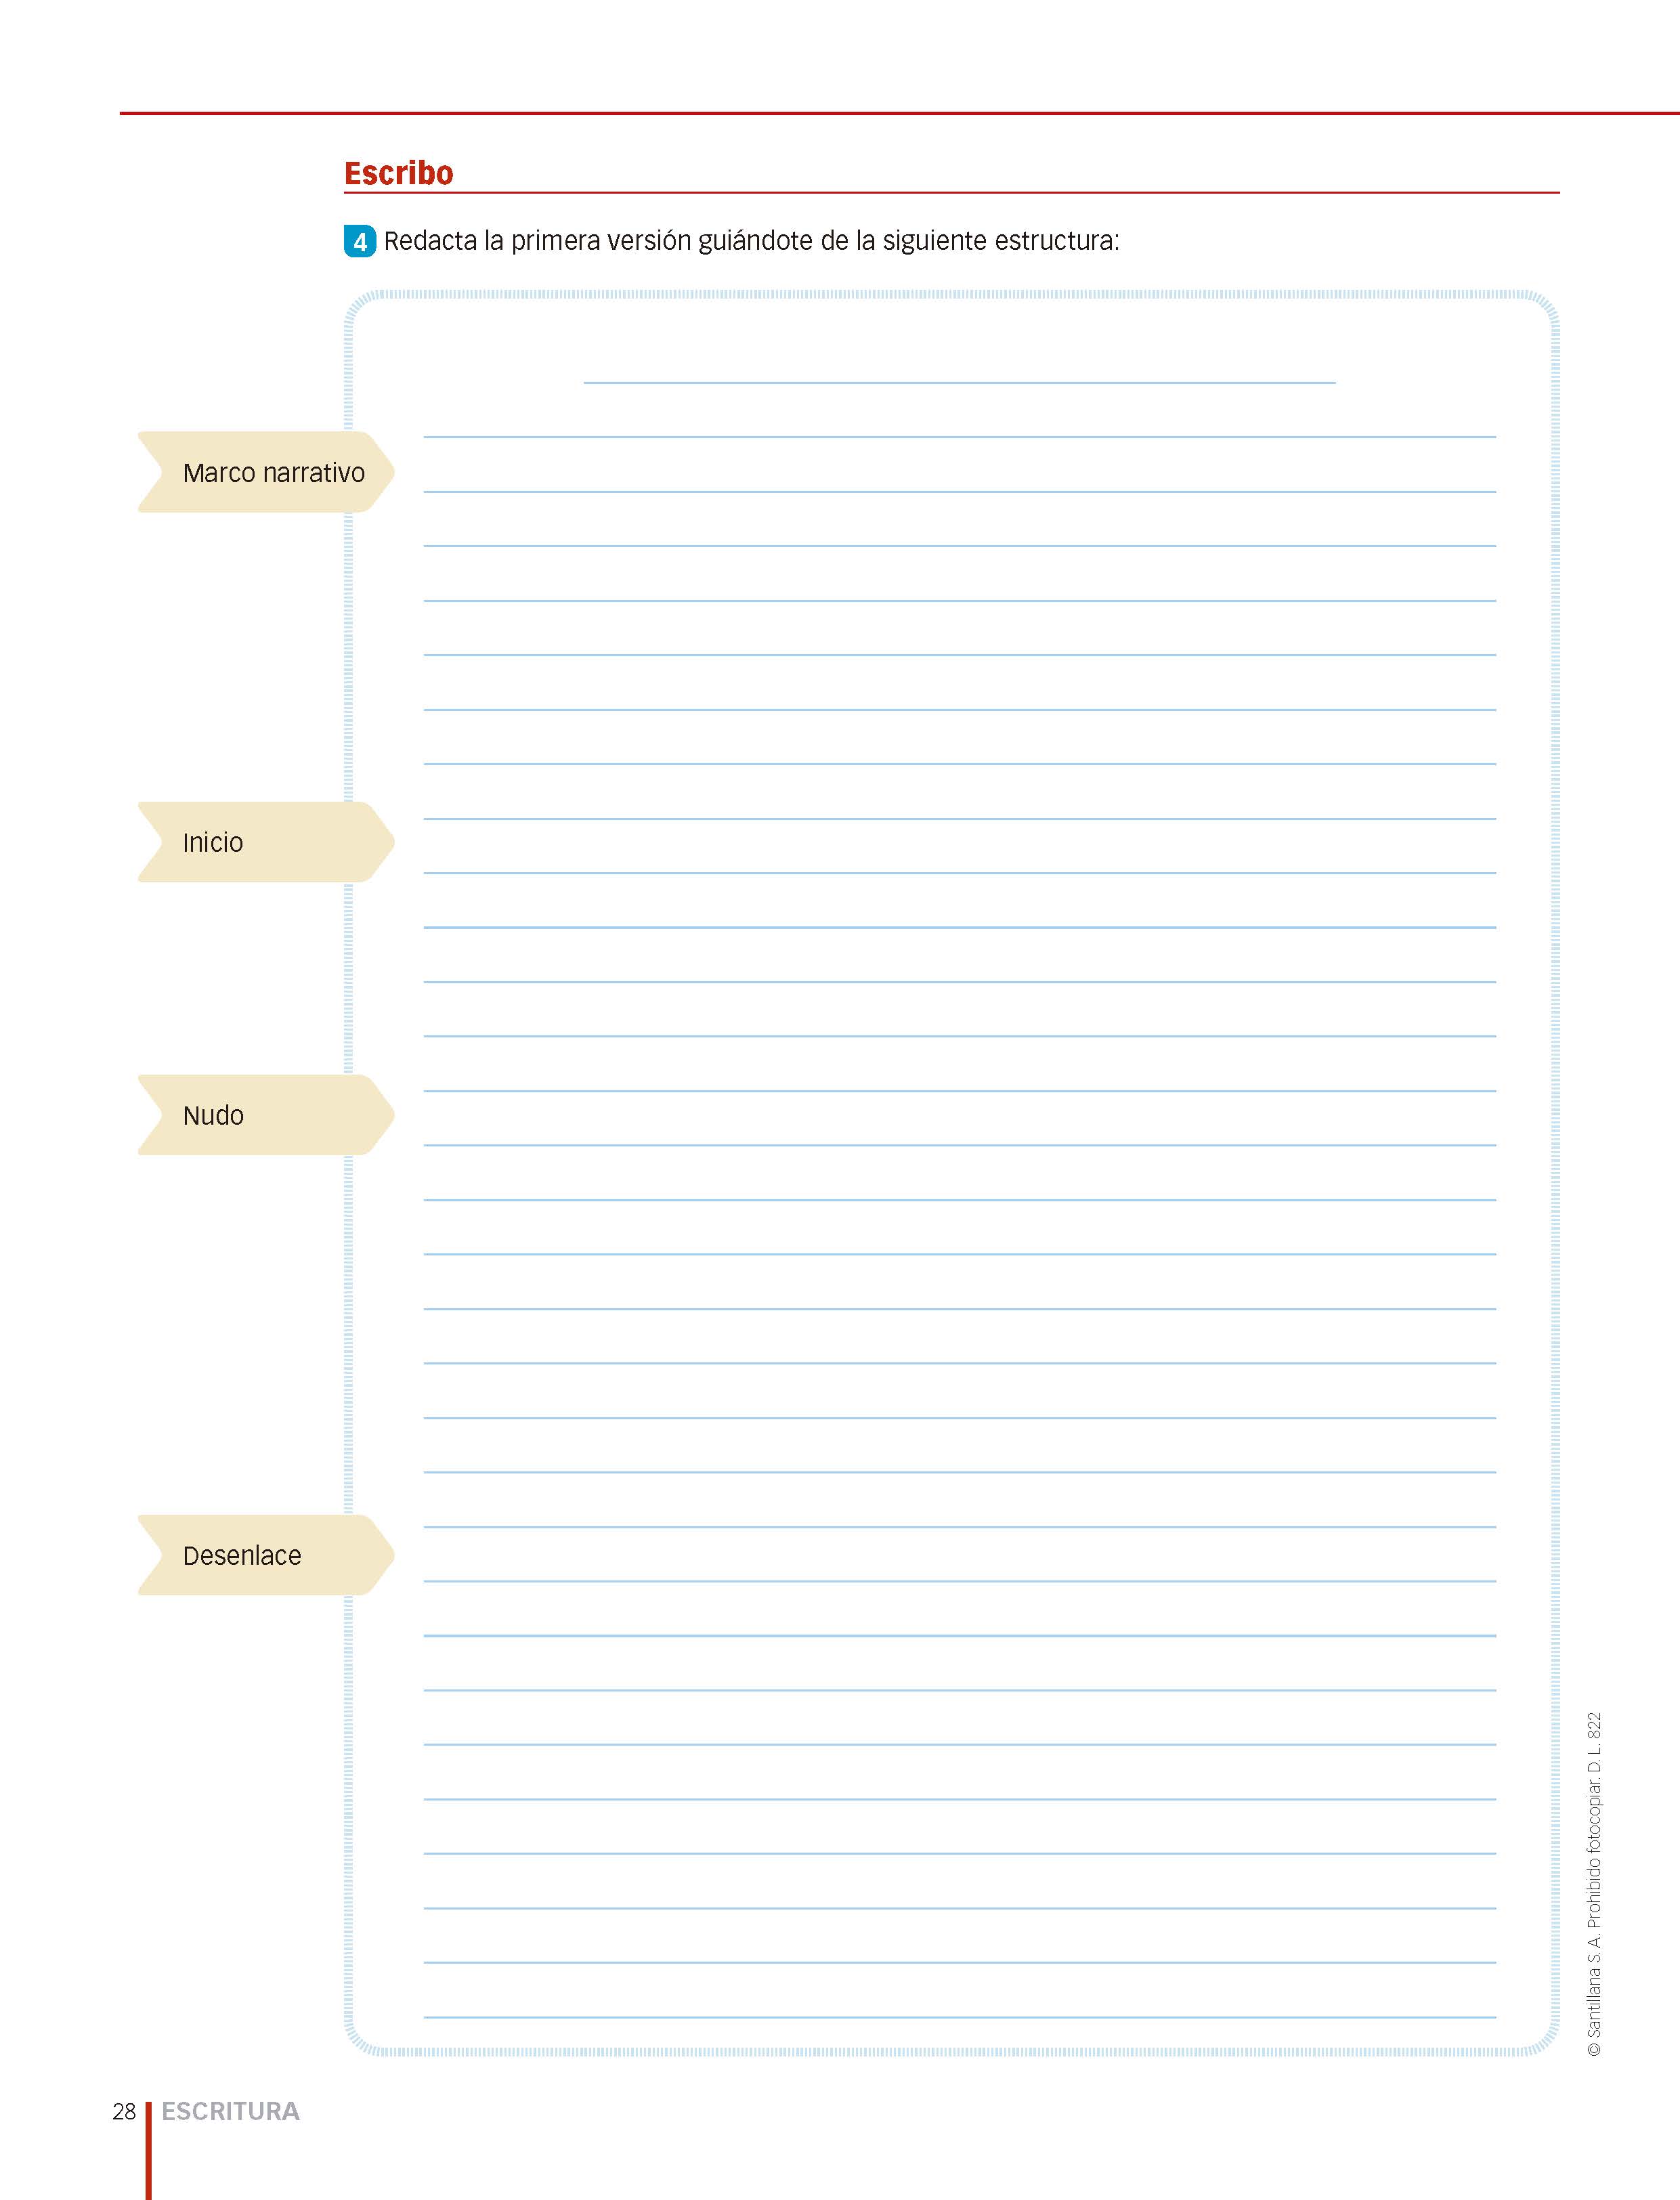 Escribo
4 Redacta la primera versión guiándote de la siguiente estructura:
Marco narrativo
Inicio
Nudo
Desenlace
© Santillana S. A. Prohibido fotocopiar. D. L. 822
28 ESCRITURA